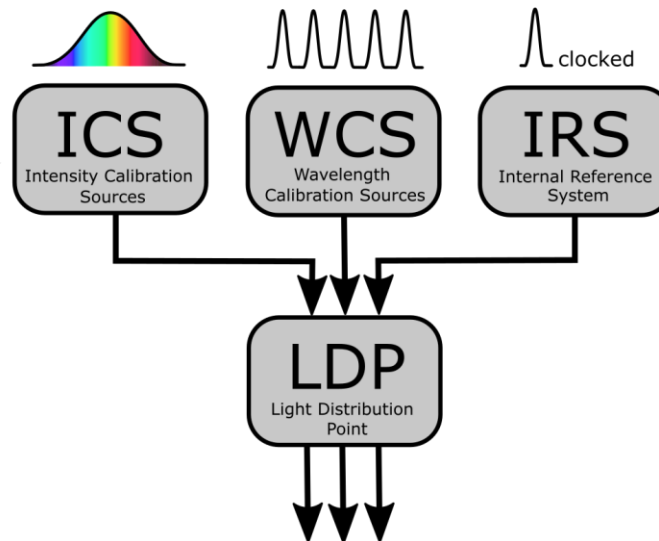 clocked
ICS
Intensity Calibration
Sources
WCS
Wavelength
Calibration Sources
IRS
Internal Reference
System
LDP
Light Distribution
Point